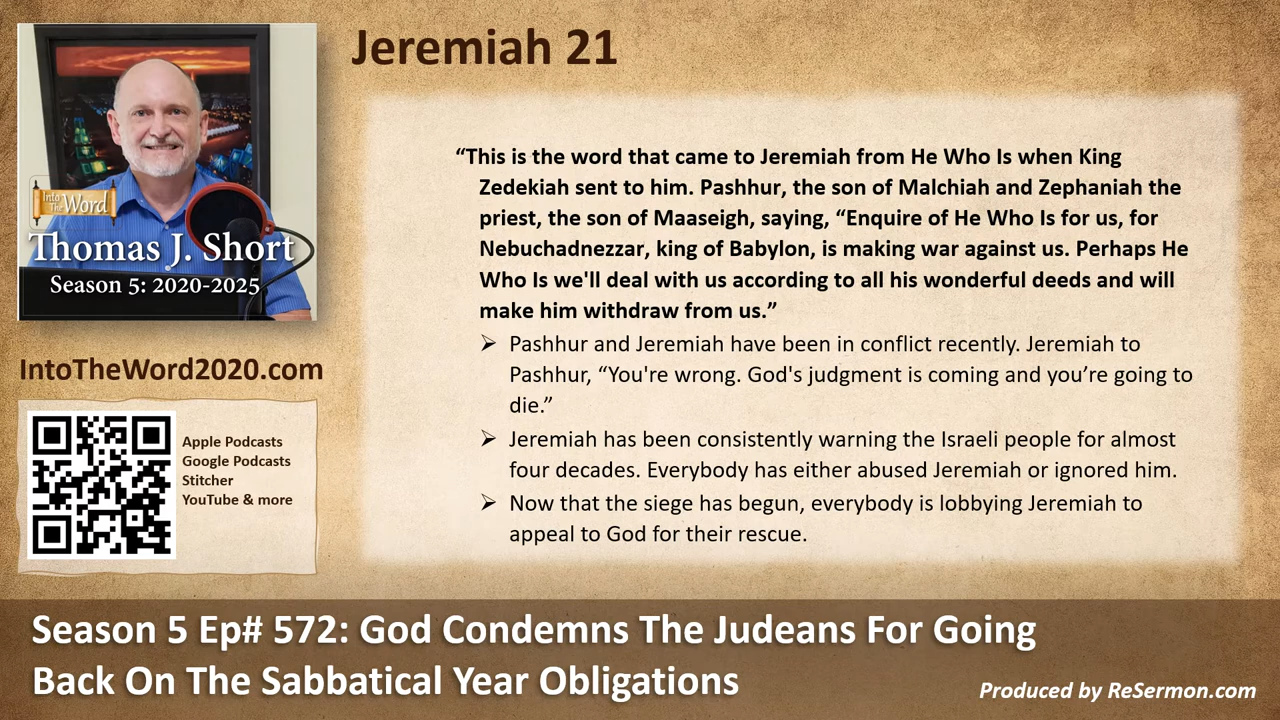 Jeremiah 21
“This is the word that came to Jeremiah from He Who Is when King
Zedekiah sent to him. Pashhur, the son of Malchiah and Zephaniah the
priest, the son of Maaseigh, saying, “Enquire of He Who Is for us, for
Nebuchadnezzar, king of Babylon, is making war against us. Perhaps He
Who Is we'll deal with us according to all his wonderful deeds and will
make him withdraw from us.”
➢ Pashhur and Jeremiah have been in conflict recently. Jeremiah to
Pashhur, “You're wrong. God's judgment is coming and you’re going to
die.”
➢ Jeremiah has been consistently warning the Israeli people for almost
four decades. Everybody has either abused Jeremiah or ignored him.
➢ Now that the siege has begun, everybody is lobbying Jeremiah to
appeal to God for their rescue.
Into
The Word
Thomas J. Short
Season 5: 2020-2025
IntoTheWord2020.com
Apple Podcasts
Google Podcasts
Stitcher
YouTube & more
Season 5 Ep# 572: God Condemns The Judeans For Going
Back On The Sabbatical Year Obligations
Produced by ReSermon.com